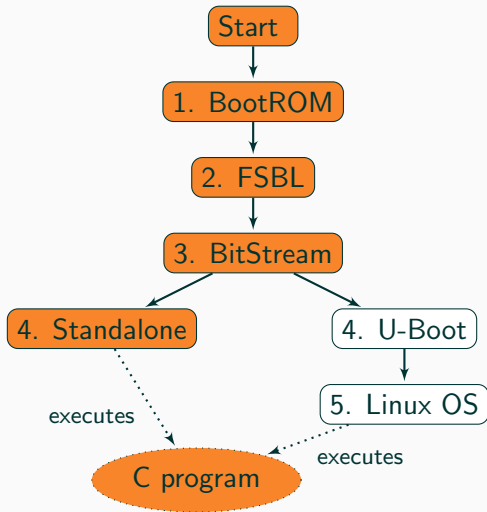 Start
1. BootROM
2. FSBL
3. BitStream
4. Standalone
4. U-Boot
5. Linux OS
executes
executes
C program